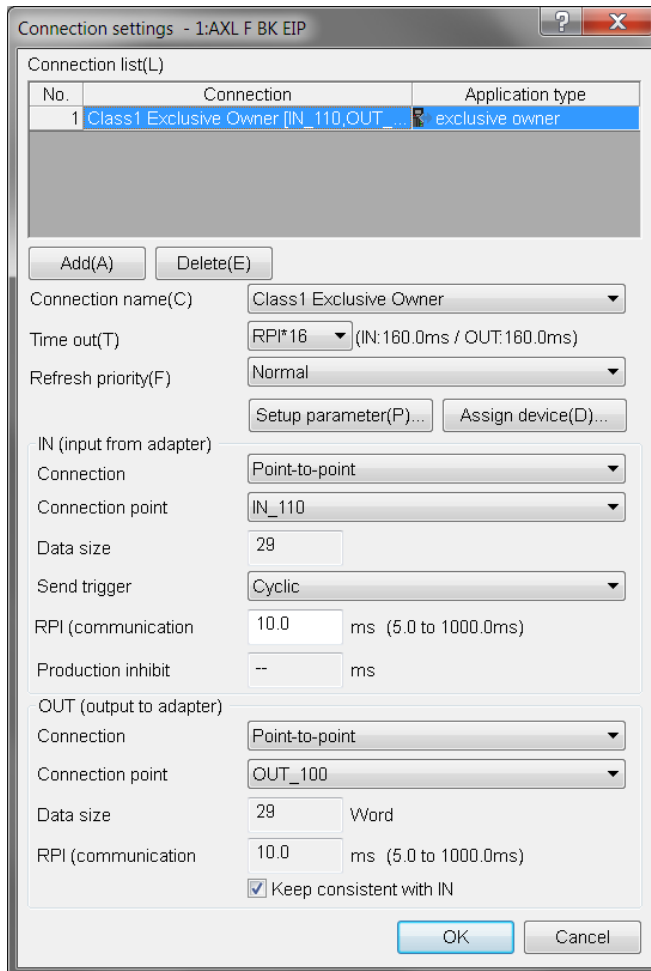 Connection settings - 1:AXL F BK EIP
?
X
Connection list(L)
No. Connection Application type
1 Class1 Exclusive Owner [IN_110,OUT_... exclusive owner
Add(A) Delete(E)
Connection name(C) Class1 Exclusive Owner
Time out(T) RPI*16 (IN:160.0ms / OUT:160.0ms)
Refresh priority(F) Normal
Setup parameter(P)... Assign device(D)...
IN (input from adapter)
Connection Point-to-point
Connection point IN_110
Data size 29
Send trigger Cyclic
RPI (communication 10.0 ms (5.0 to 1000.0ms)
Production inhibit -- ms
OUT (output to adapter)
Connection Point-to-point
Connection point OUT_100
Data size 29 Word
RPI (communication 10.0 ms (5.0 to 1000.0ms)
Keep consistent with IN
OK Cancel